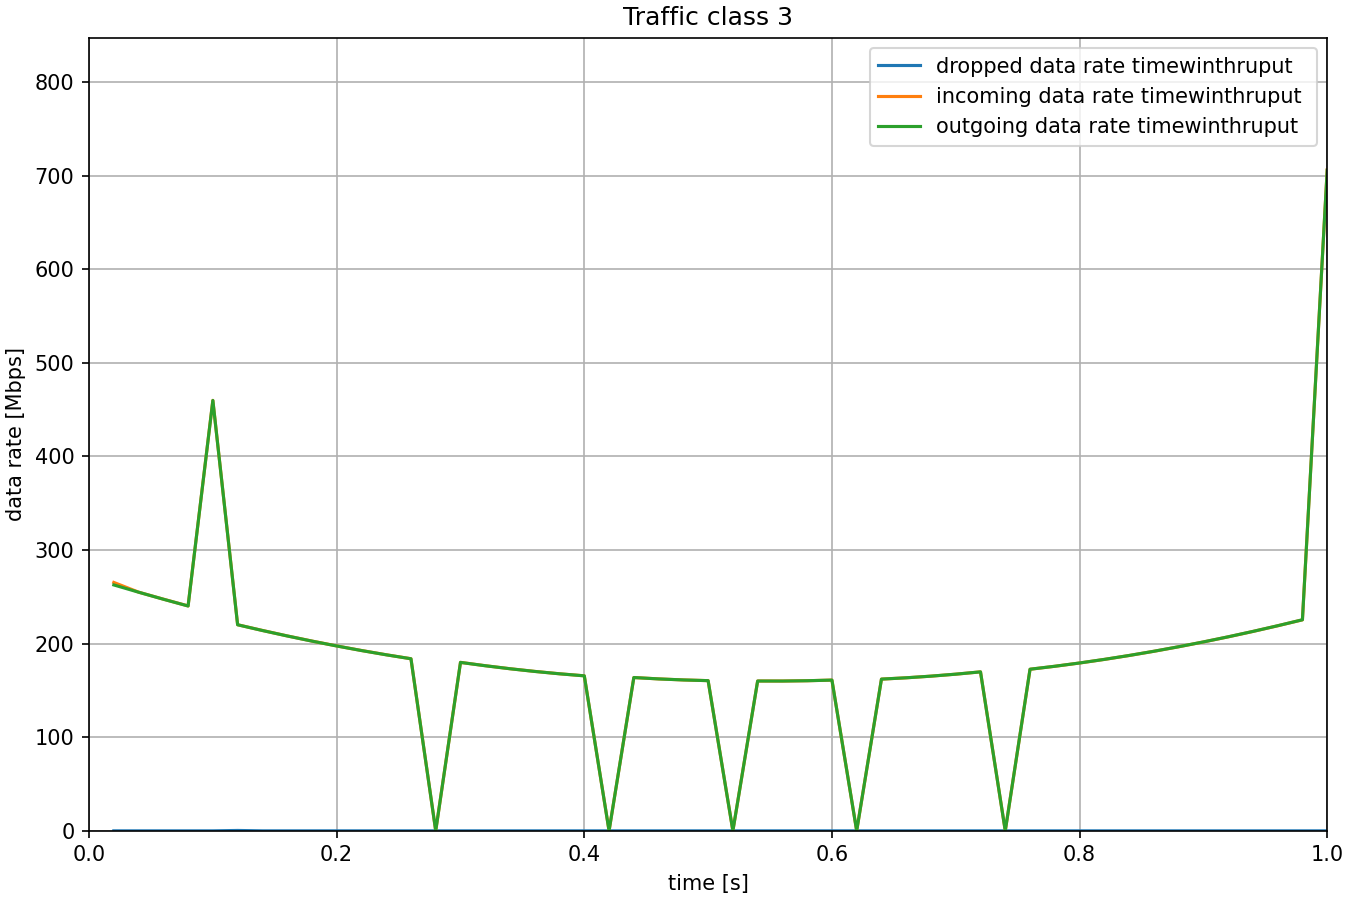 Traffic class 3
dropped data rate timewinthruput
incoming data rate timewinthruput
outgoing data rate timewinthruput
data rate [Mbps]
800
700
600
500
400
300
200
100
0
0.0 0.2 0.4 0.6 0.8 1.0
time [s]